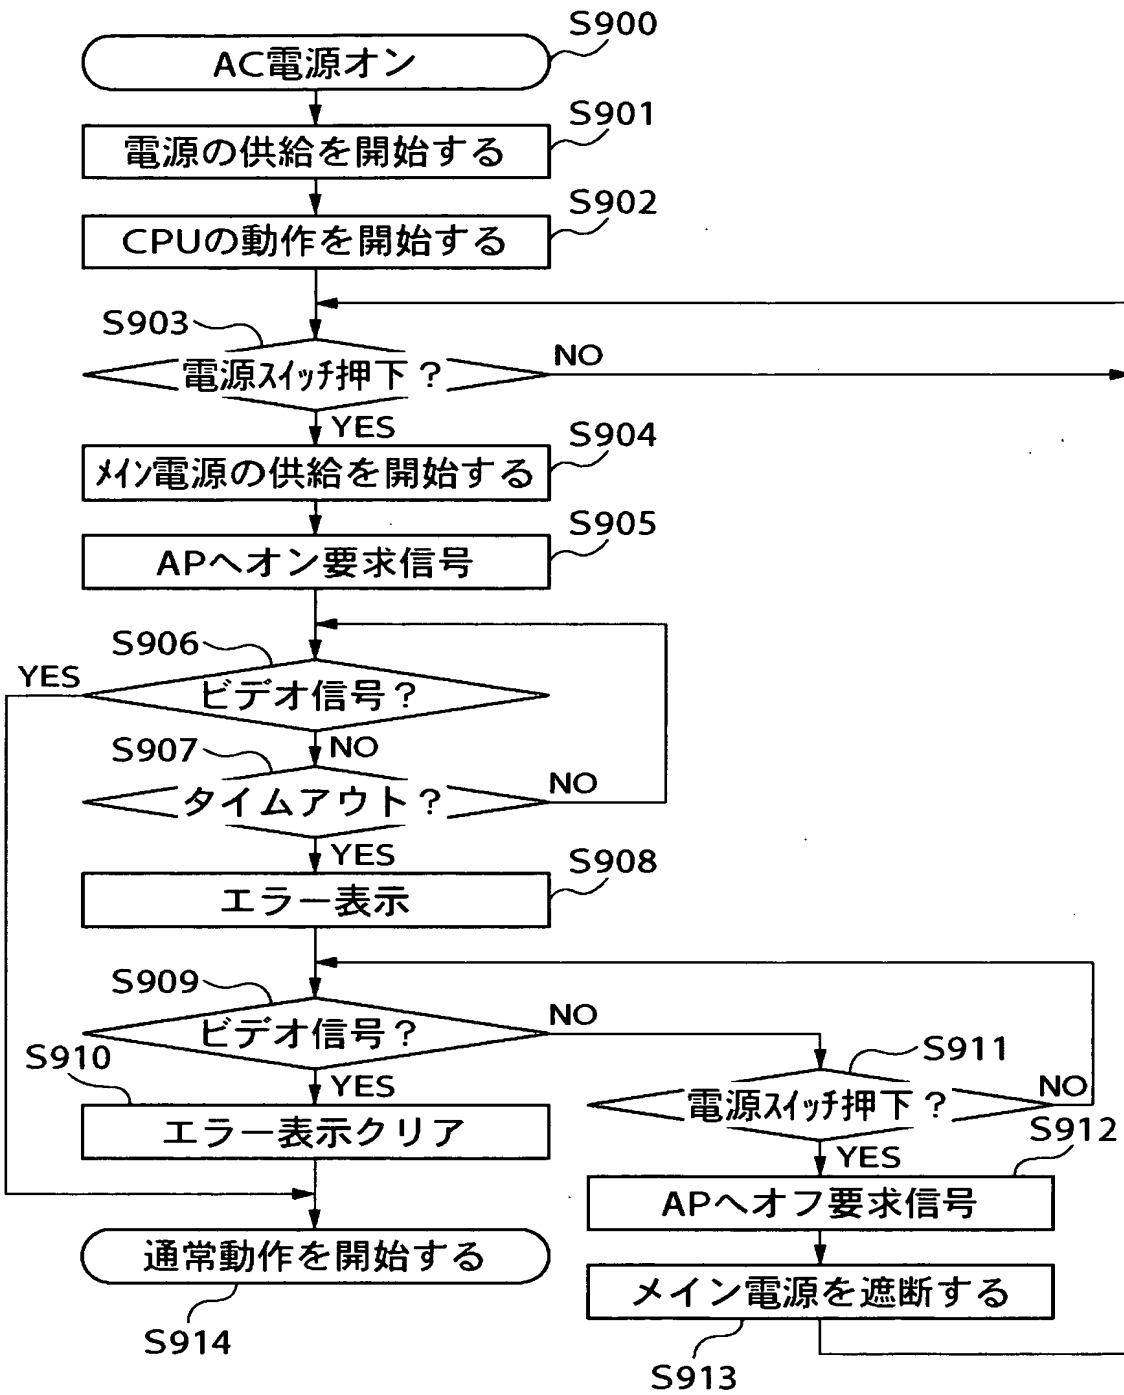 S900
AC電源オン
S901
電源の供給を開始する
S902
CPUの動作を開始する
S903
電源スイッチ押下？
NO
YES
S904
メイン電源の供給を開始する
S905
APへオン要求信号
S906
YES
ビデオ信号？
NO
S907
タイムアウト？
NO
YES
S908
エラー表示
S909
ビデオ信号？
NO
YES
S910
エラー表示クリア
S911
電源スイッチ押下？
NO
YES
S912
APへオフ要求信号
通常動作を開始する
S914
メイン電源を遮断する
S913